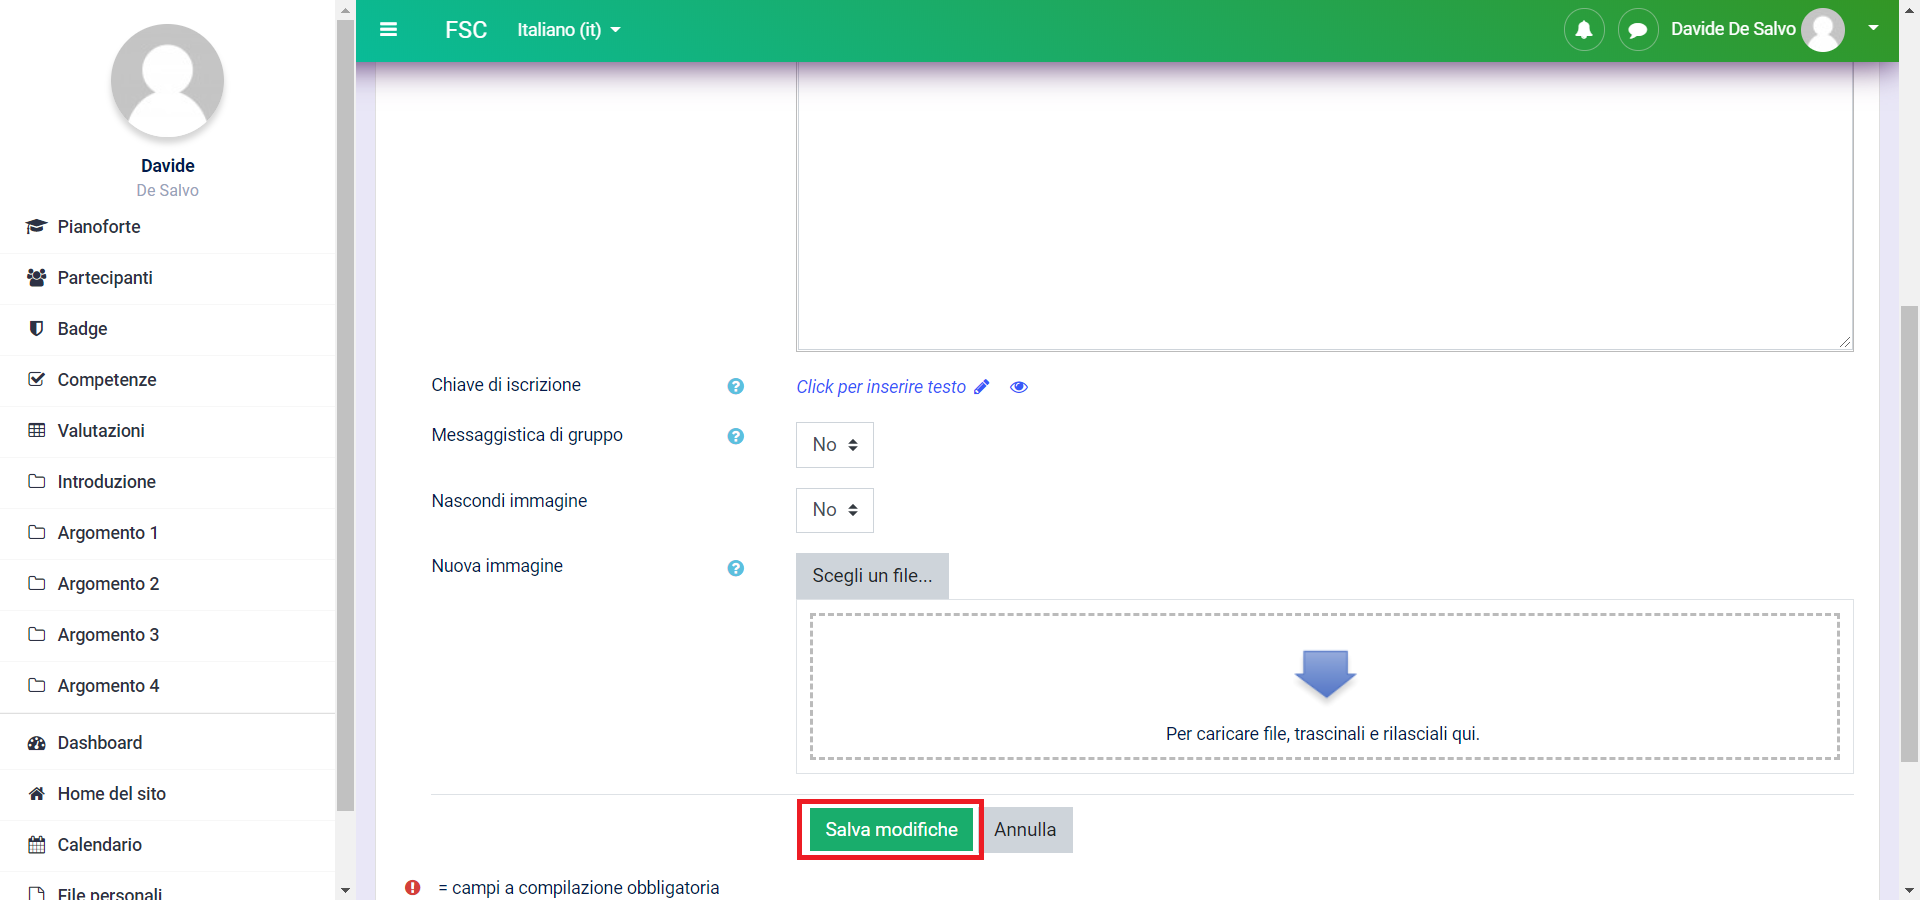 FSC
Italiano (it)
Davide De Salvo
Davide
De Salvo
Pianoforte
Partecipanti
Badge
Competenze
Valutazioni
Introduzione
Argomento 1
Argomento 2
Argomento 3
Argomento 4
Dashboard
Home del sito
Calendario
File personali
Chiave di iscrizione
? Click per inserire testo
Messaggistica di gruppo
? No
Nascondi immagine
No
Nuova immagine
? Scegli un file...
Per caricare file, trascinali e rilasciali qui.
Salva modifiche
Annulla
! = campi a compilazione obbligatoria